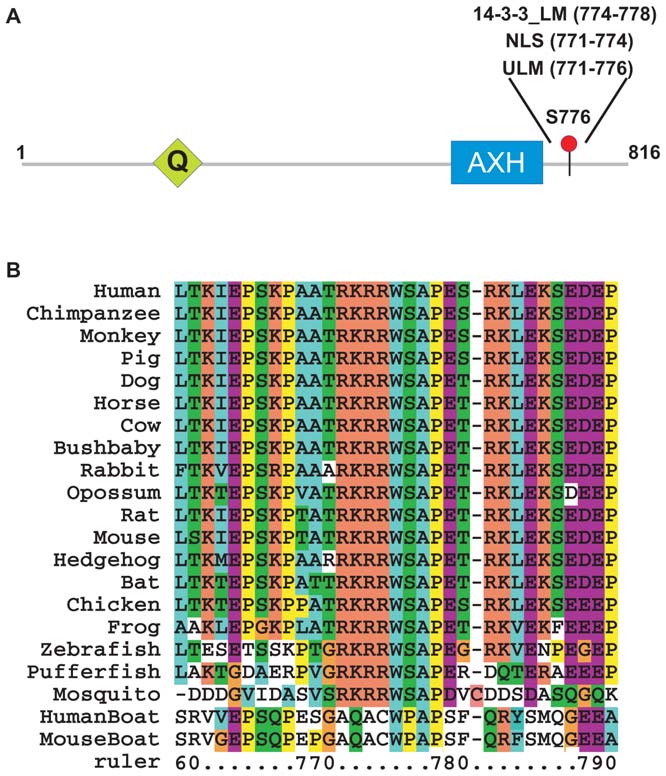 A
14-3-3_LM (774-778)
NLS (771-774)
ULM (771-776)
S776
1
Q
AXH
816
B
Human LTKIEPSKPAATRKRRWSAPES-RKLEKSEDEP
Chimpanzee LTKIEPSKPAATRKRRWSAPES-RKLEKSEDEP
Monkey LTKIEPSKPAATRKRRWSAPES-RKLEKSEDEP
Pig LTKIEPSKPAATRKRRWSAPES-RKLEKSEDEP
Dog LTKIEPSKPAATRKRRWSAPET-RKLEKSEDEP
Horse LTKIEPSKPAATRKRRWSAPET-RKLEKSEDEP
Cow LTKIEPSKPAATRKRRWSAPET-RKLEKSEDEP
Bushbaby LTKIEPSKPAATRKRRWSAPET-RKLEKSEDEP
Rabbit FTKVEPSRPAAARKRRWSAPET-RKLEKSEDEP
Opossum LTKTEPSKPVATRKRRWSAPET-RKLEKSDEEP
Rat LTKIEPSKPTATRKRRWSAPET-RKLEKSEDEP
Mouse LSKIEPSKPTATRKRRWSAPET-RKLEKSEDEP
Hedgehog LTKMEPSKPAARRKRRWSAPET-RKLEKSEDEP
Bat LTKTEPSKPATTRKRRWSAPET-RKLEKSEDEP
Chicken LTKTEPSKPPATRKRRWSAPET-RKLEKSEEEP
Frog AAKLEPGKPLATRKRRWSAPET-RKVEKFEEEP
Zebrafish LTESETSSKPTGRKRRWSAPEG-RKVENPEGEP
Pufferfish LAKTGDAERPVGRKRRWSAPER-DQTERAEEEP
Mosquito -DDDGVIDASVSRKRRWSAPDVCDDSDASQGQK
HumanBoat SRVVEPSQPESGAQACWPAPSF-QRYSMQGEEA
MouseBoat SRVGEPSQPEPGAQACWPAPSF-QRFSMQGEEA
ruler 60.......770.......780.......790.